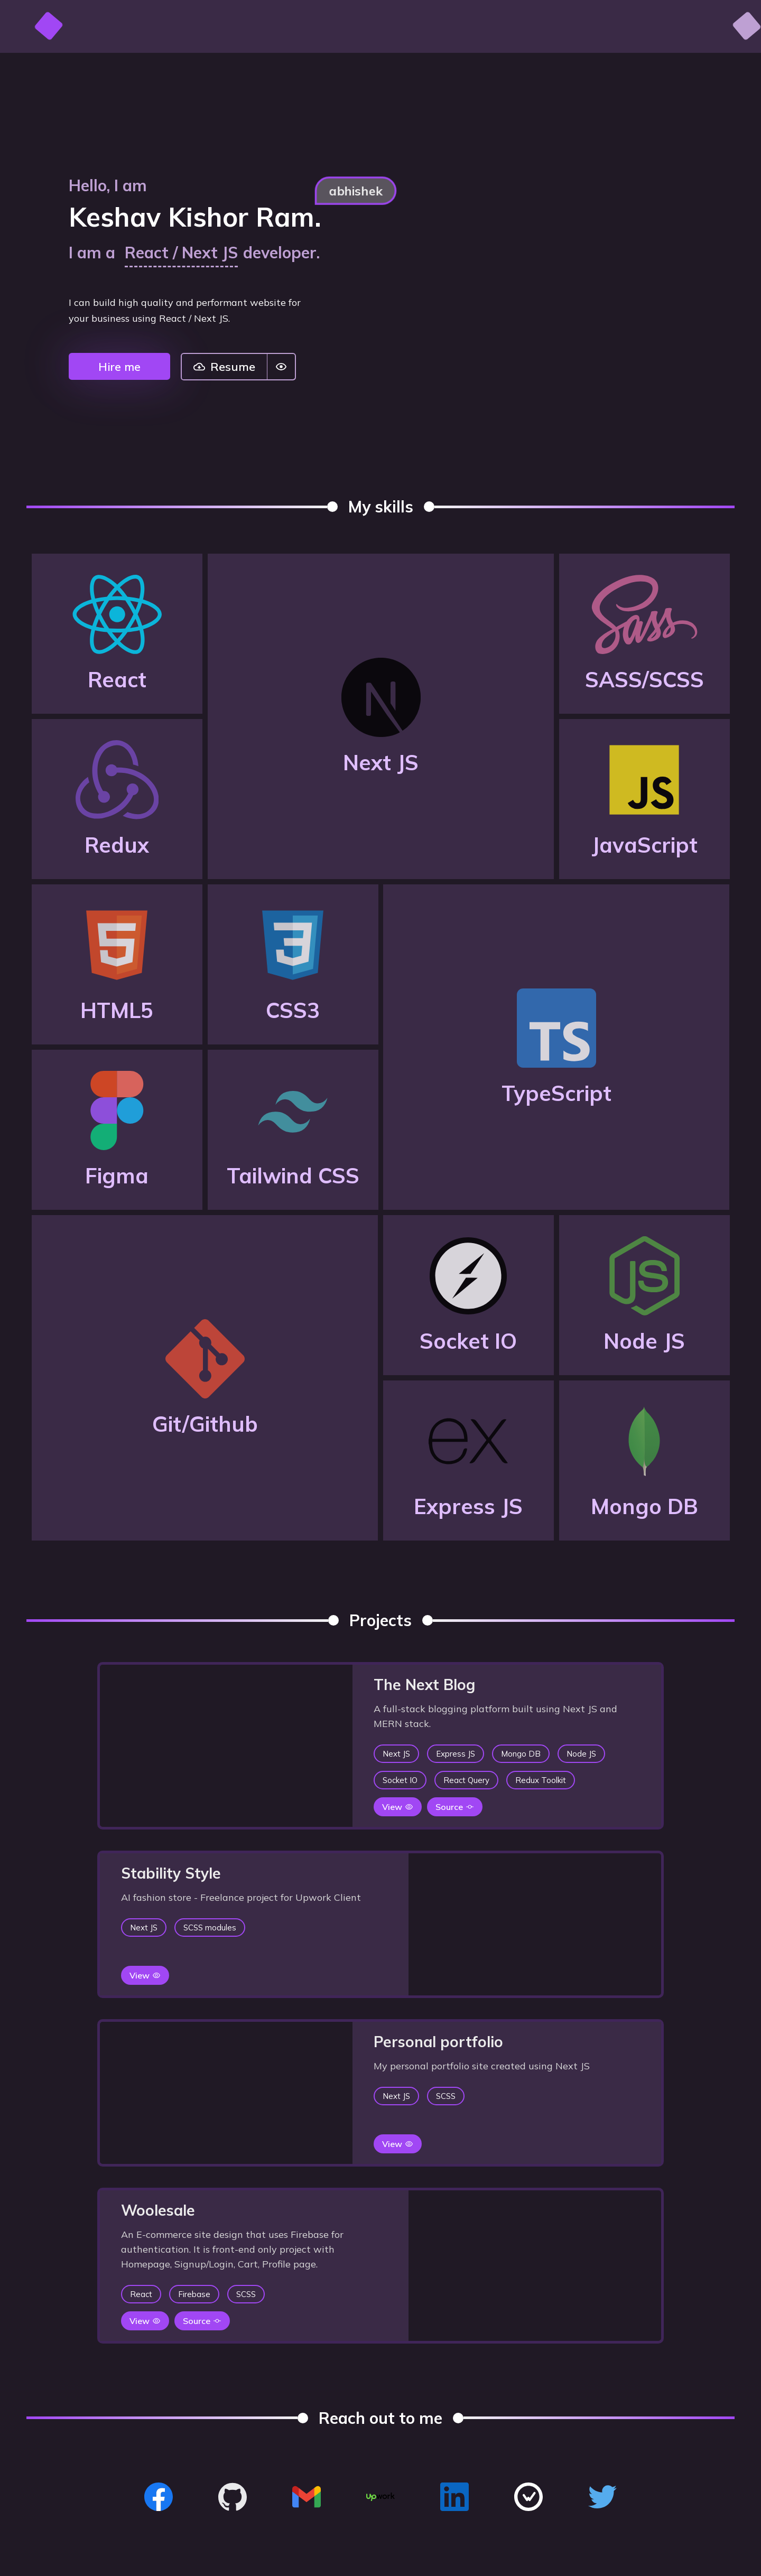 Hello, I am
abhishek
Keshav Kishor Ram.
I am a React / Next JS developer.
I can build high quality and performant website for
your business using React / Next JS.
Hire me
Resume
My skills
React
Next JS
SASS/SCSS
Redux
JS
JavaScript
HTML5
CSS3
TS
TypeScript
Figma
Tailwind CSS
Git/Github
Socket IO
JS
Node JS
ex
Express JS
Mongo DB
Projects
The Next Blog
A full-stack blogging platform built using Next JS and
MERN stack.
Next JS Express JS Mongo DB Node JS
Socket IO React Query Redux Toolkit
View Source
Stability Style
AI fashion store - Freelance project for Upwork Client
Next JS SCSS modules
View
Personal portfolio
My personal portfolio site created using Next JS
Next JS SCSS
View
Woolesale
An E-commerce site design that uses Firebase for
authentication. It is front-end only project with
Homepage, Signup/Login, Cart, Profile page.
React Firebase SCSS
View Source
Reach out to me
upwork
in